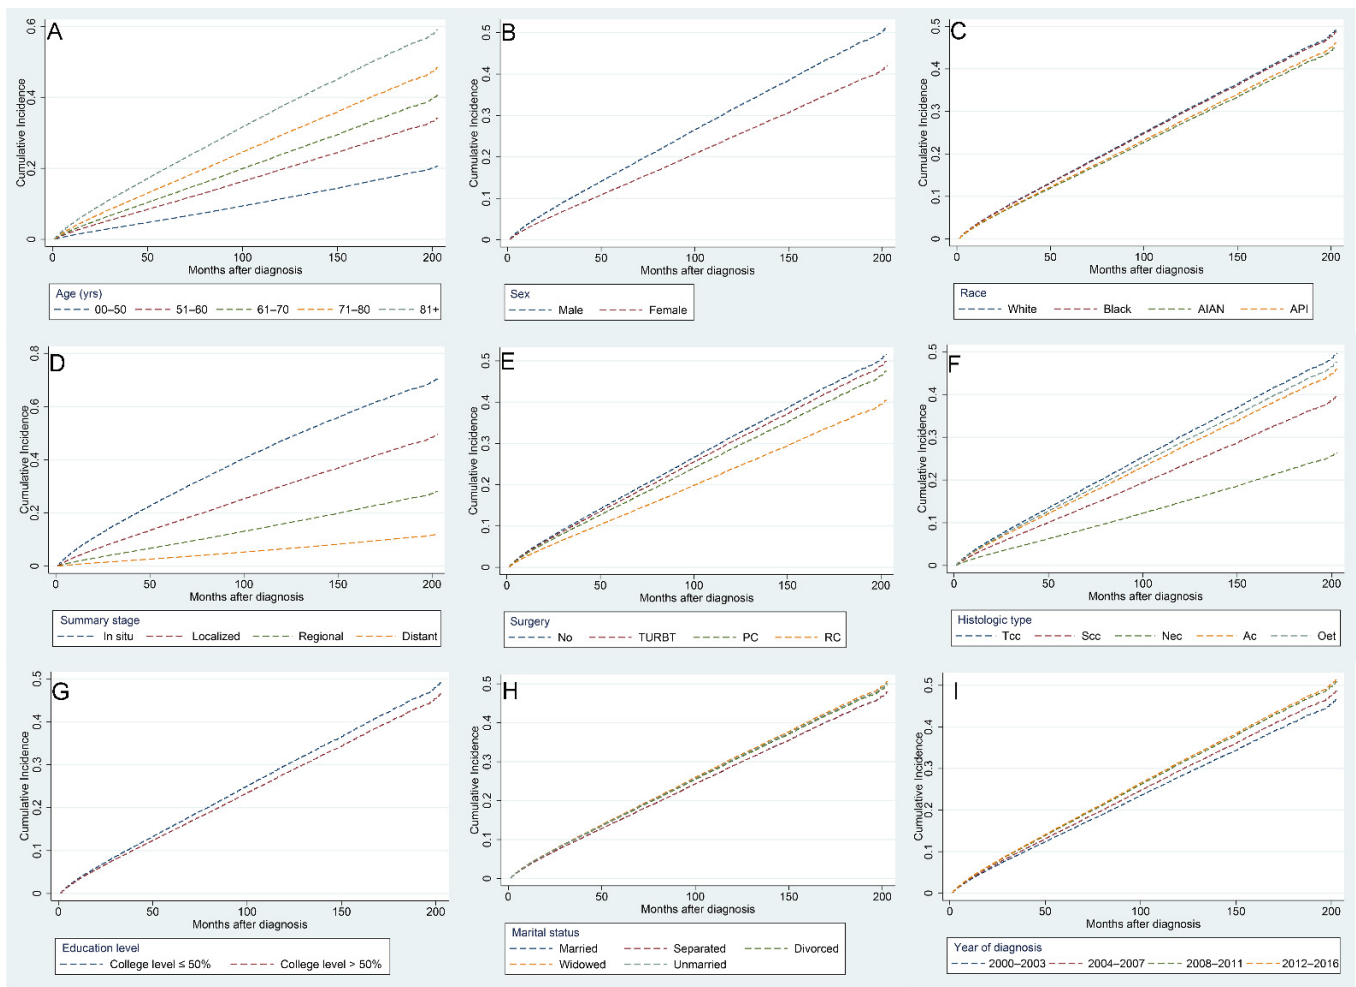 A
Cumulative Incidence
0.6
0.4
0.2
0
0 50 100 150 200
Months after diagnosis
Age (yrs)
00–50 51–60 61–70 71–80 81+
B
Cumulative Incidence
0.5
0.4
0.3
0.2
0.1
0
0 50 100 150 200
Months after diagnosis
Sex
Male Female
C
Cumulative Incidence
0.5
0.4
0.3
0.2
0.1
0
0 50 100 150 200
Months after diagnosis
Race
White Black AIAN API
D
Cumulative Incidence
0.8
0.6
0.4
0.2
0
0 50 100 150 200
Months after diagnosis
Summary stage
In situ Localized Regional Distant
E
Cumulative Incidence
0.5
0.4
0.3
0.2
0.1
0
0 50 100 150 200
Months after diagnosis
Surgery
No TURBT PC RC
F
Cumulative Incidence
0.5
0.4
0.3
0.2
0.1
0
0 50 100 150 200
Months after diagnosis
Histologic type
Tcc Scc Nec Ac Oet
G
Cumulative Incidence
0.5
0.4
0.3
0.2
0.1
0
0 50 100 150 200
Months after diagnosis
Education level
College level ≤ 50% College level > 50%
H
Cumulative Incidence
0.5
0.4
0.3
0.2
0.1
0
0 50 100 150 200
Months after diagnosis
Marital status
Married Separated Divorced
Widowed Unmarried
I
Cumulative Incidence
0.5
0.4
0.3
0.2
0.1
0
0 50 100 150 200
Months after diagnosis
Year of diagnosis
2000–2003 2004–2007 2008–2011 2012–2016